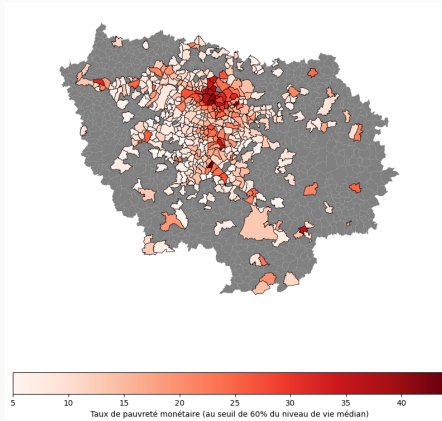 5 10 15 20 25 30 35 40
Taux de pauvreté monétaire (au seuil de 60% du niveau de vie médian)